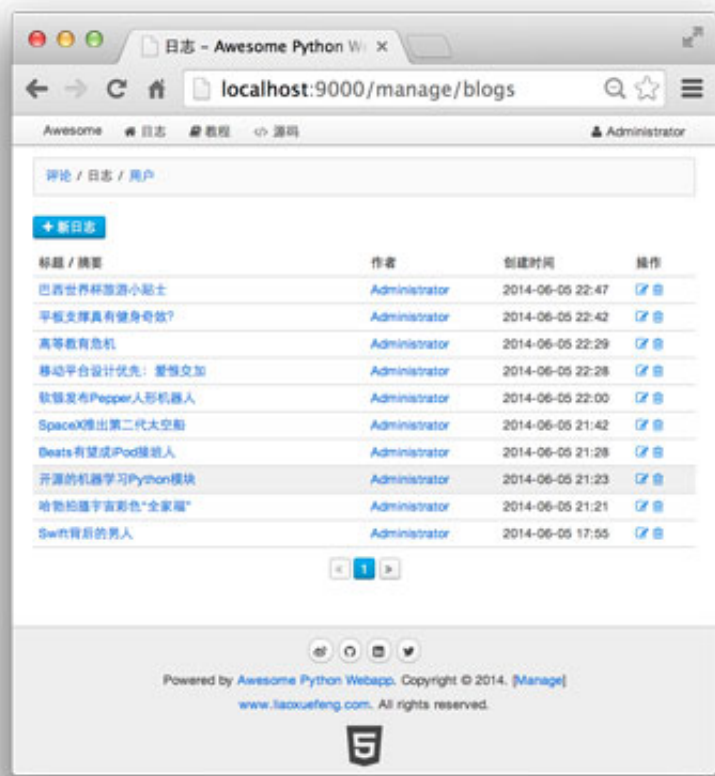 日志 – Awesome Python W
localhost:9000/manage/blogs
Awesome 日志 教程 源码 Administrator
评论 / 日志 / 用户
+ 新日志
标题 / 摘要 作者 创建时间 操作
巴西世界杯旅游小贴士 Administrator 2014-06-05 22:47
平板支撑真有健身奇效? Administrator 2014-06-05 22:42
高等教育危机 Administrator 2014-06-05 22:29
移动平台设计优先：爱恨交加 Administrator 2014-06-05 22:28
软银发布Pepper人形机器人 Administrator 2014-06-05 22:00
SpaceX推出第二代太空船 Administrator 2014-06-05 21:42
Beats有望成iPod接班人 Administrator 2014-06-05 21:28
开源的机器学习Python模块 Administrator 2014-06-05 21:23
哈勃拍摄宇宙彩色“全家福” Administrator 2014-06-05 21:21
Swift背后的男人 Administrator 2014-06-05 17:55
« 1 »
Powered by Awesome Python Webapp. Copyright © 2014. [Manage]
www.liaoxuefeng.com. All rights reserved.
5